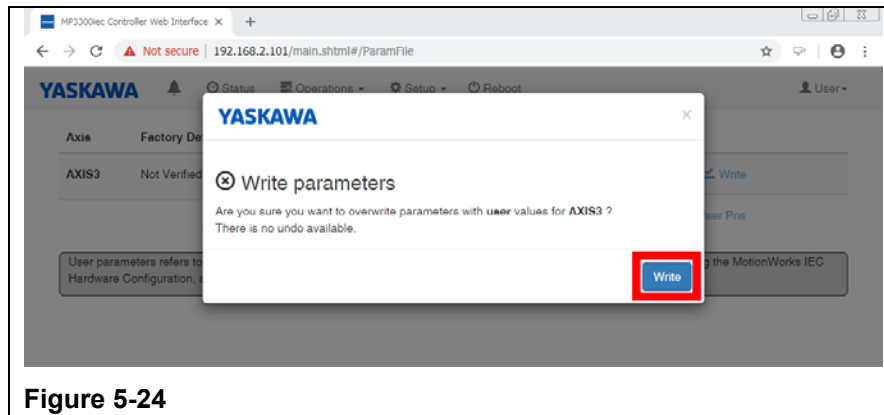 MP3300iec Controller Web Interface
Not secure | 192.168.2.101/main.shtml#/ParamFile
YASKAWA Status Operations Setup Reboot User
YASKAWA
Axis Factory De
AXIS3 Not Verified Write
Write parameters
Are you sure you want to overwrite parameters with user values for AXIS3 ?
There is no undo available.
ser Prns
User parameters refers to g the MotionWorks IEC
Hardware Configuration, a
Write
Figure 5-24